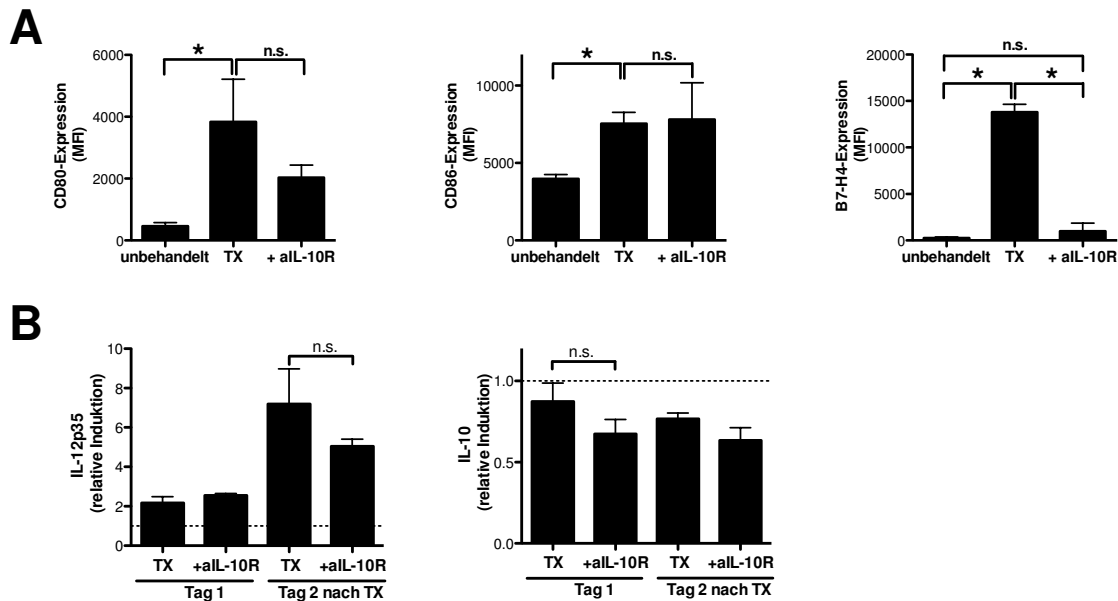 A
CD80-Expression
(MFI)
6000
4000
2000
0
*
n.s.
unbehandelt TX + aIL-10R
CD86-Expression
(MFI)
10000
5000
0
*
n.s.
unbehandelt TX + aIL-10R
B7-H4-Expression
(MFI)
20000
15000
10000
5000
0
n.s.
*
*
unbehandelt TX + aIL-10R
B
IL-12p35
(relative Induktion)
10
8
6
4
2
0
n.s.
TX +aIL-10R TX +aIL-10R
Tag 1 Tag 2 nach TX
IL-10
(relative Induktion)
1.0
0.5
0.0
n.s.
TX +aIL-10R TX +aIL-10R
Tag 1 Tag 2 nach TX